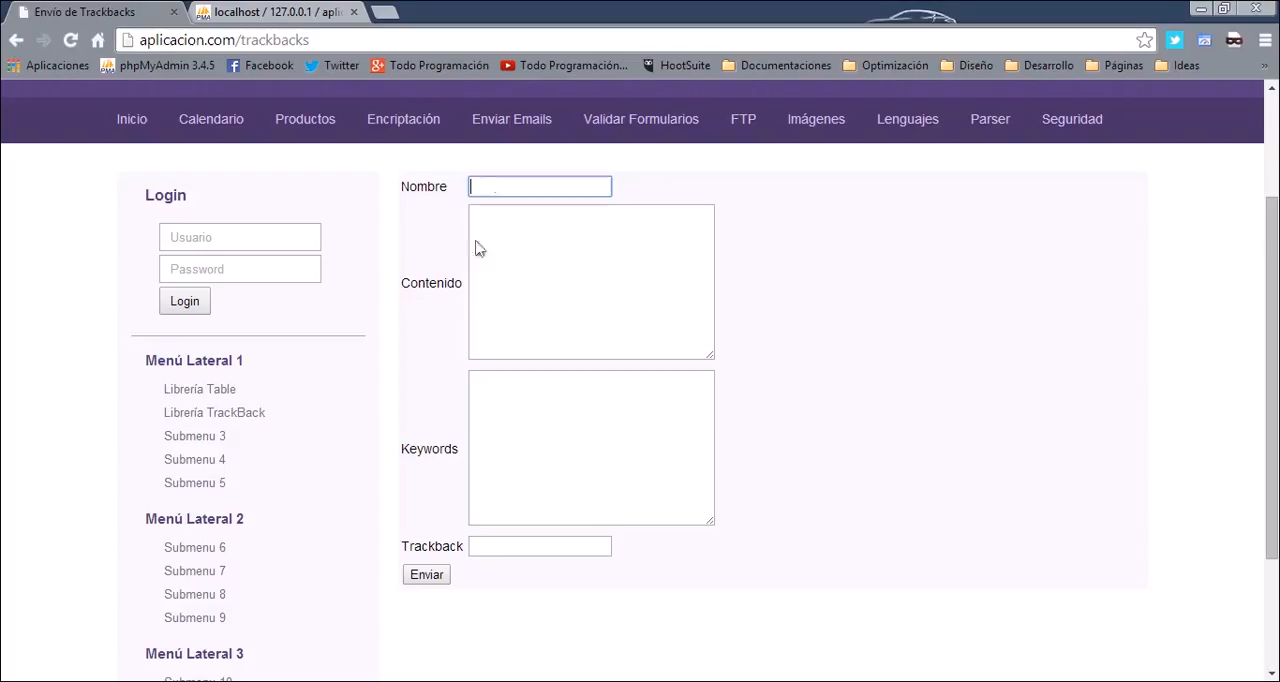 Envío de Trackbacks
localhost / 127.0.0.1 / aplic
aplicacion.com/trackbacks
Aplicaciones phpMyAdmin 3.4.5 Facebook Twitter Todo Programación Todo Programación... HootSuite Documentaciones Optimización Diseño Desarrollo Páginas Ideas »
Inicio Calendario Productos Encriptación Enviar Emails Validar Formularios FTP Imágenes Lenguajes Parser Seguridad
Login
Usuario
Password
Login
Menú Lateral 1
Librería Table
Librería TrackBack
Submenu 3
Submenu 4
Submenu 5
Menú Lateral 2
Submenu 6
Submenu 7
Submenu 8
Submenu 9
Menú Lateral 3
Nombre
Contenido
Keywords
Trackback
Enviar